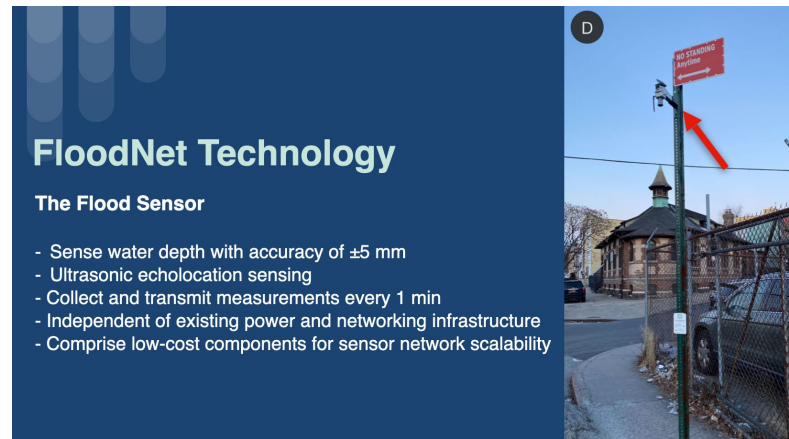 FloodNet Technology
The Flood Sensor
- Sense water depth with accuracy of ±5 mm
- Ultrasonic echolocation sensing
- Collect and transmit measurements every 1 min
- Independent of existing power and networking infrastructure
- Comprise low-cost components for sensor network scalability
D
NO STANDING
Anytime